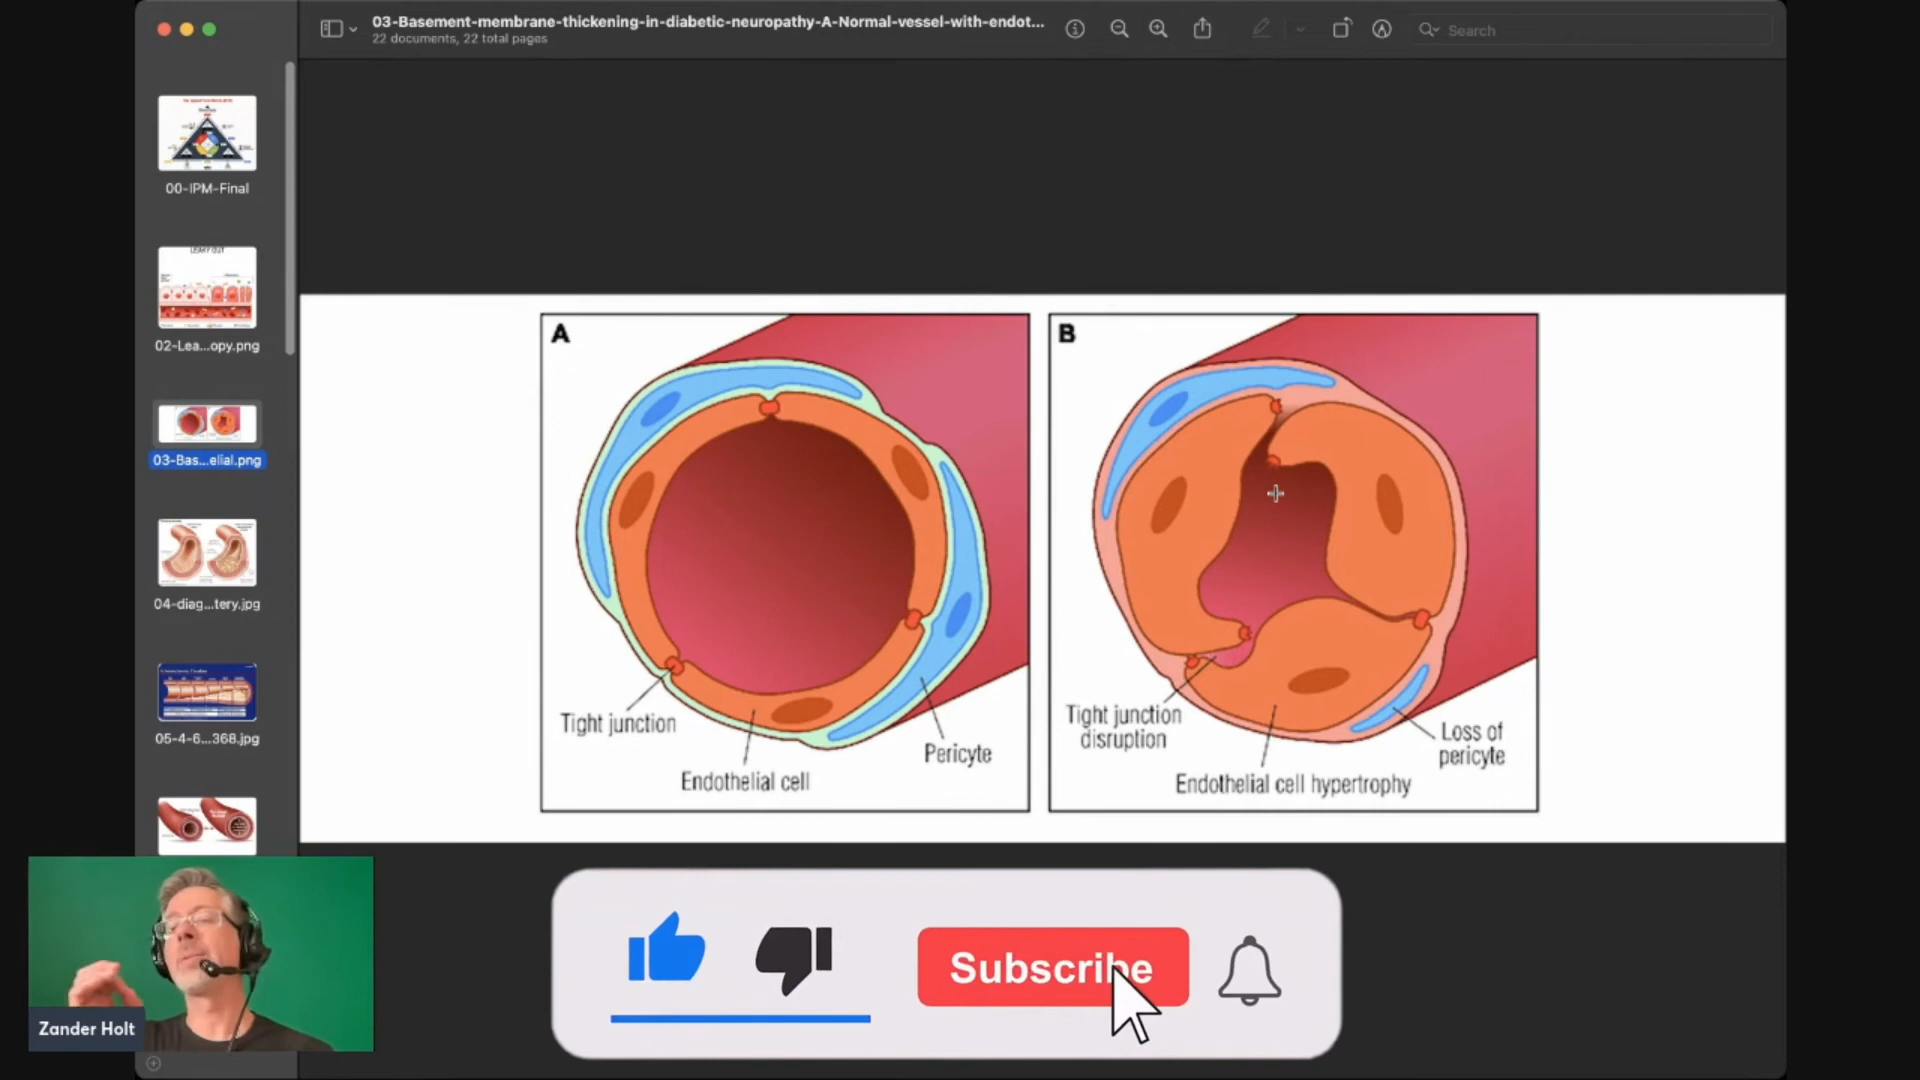 03-Basement-membrane-thickening-in-diabetic-neuropathy-A-Normal-vessel-with-endot...
22 documents, 22 total pages
Search
00-IPM-Final
LEAKY GUT
02-Lea...opy.png
03-Bas...elial.png
04-diag...tery.jpg
05-4-6...368.jpg
A
Tight junction
Endothelial cell
Pericyte
B
Tight junction
disruption
Endothelial cell hypertrophy
Loss of
pericyte
Subscribe
Zander Holt